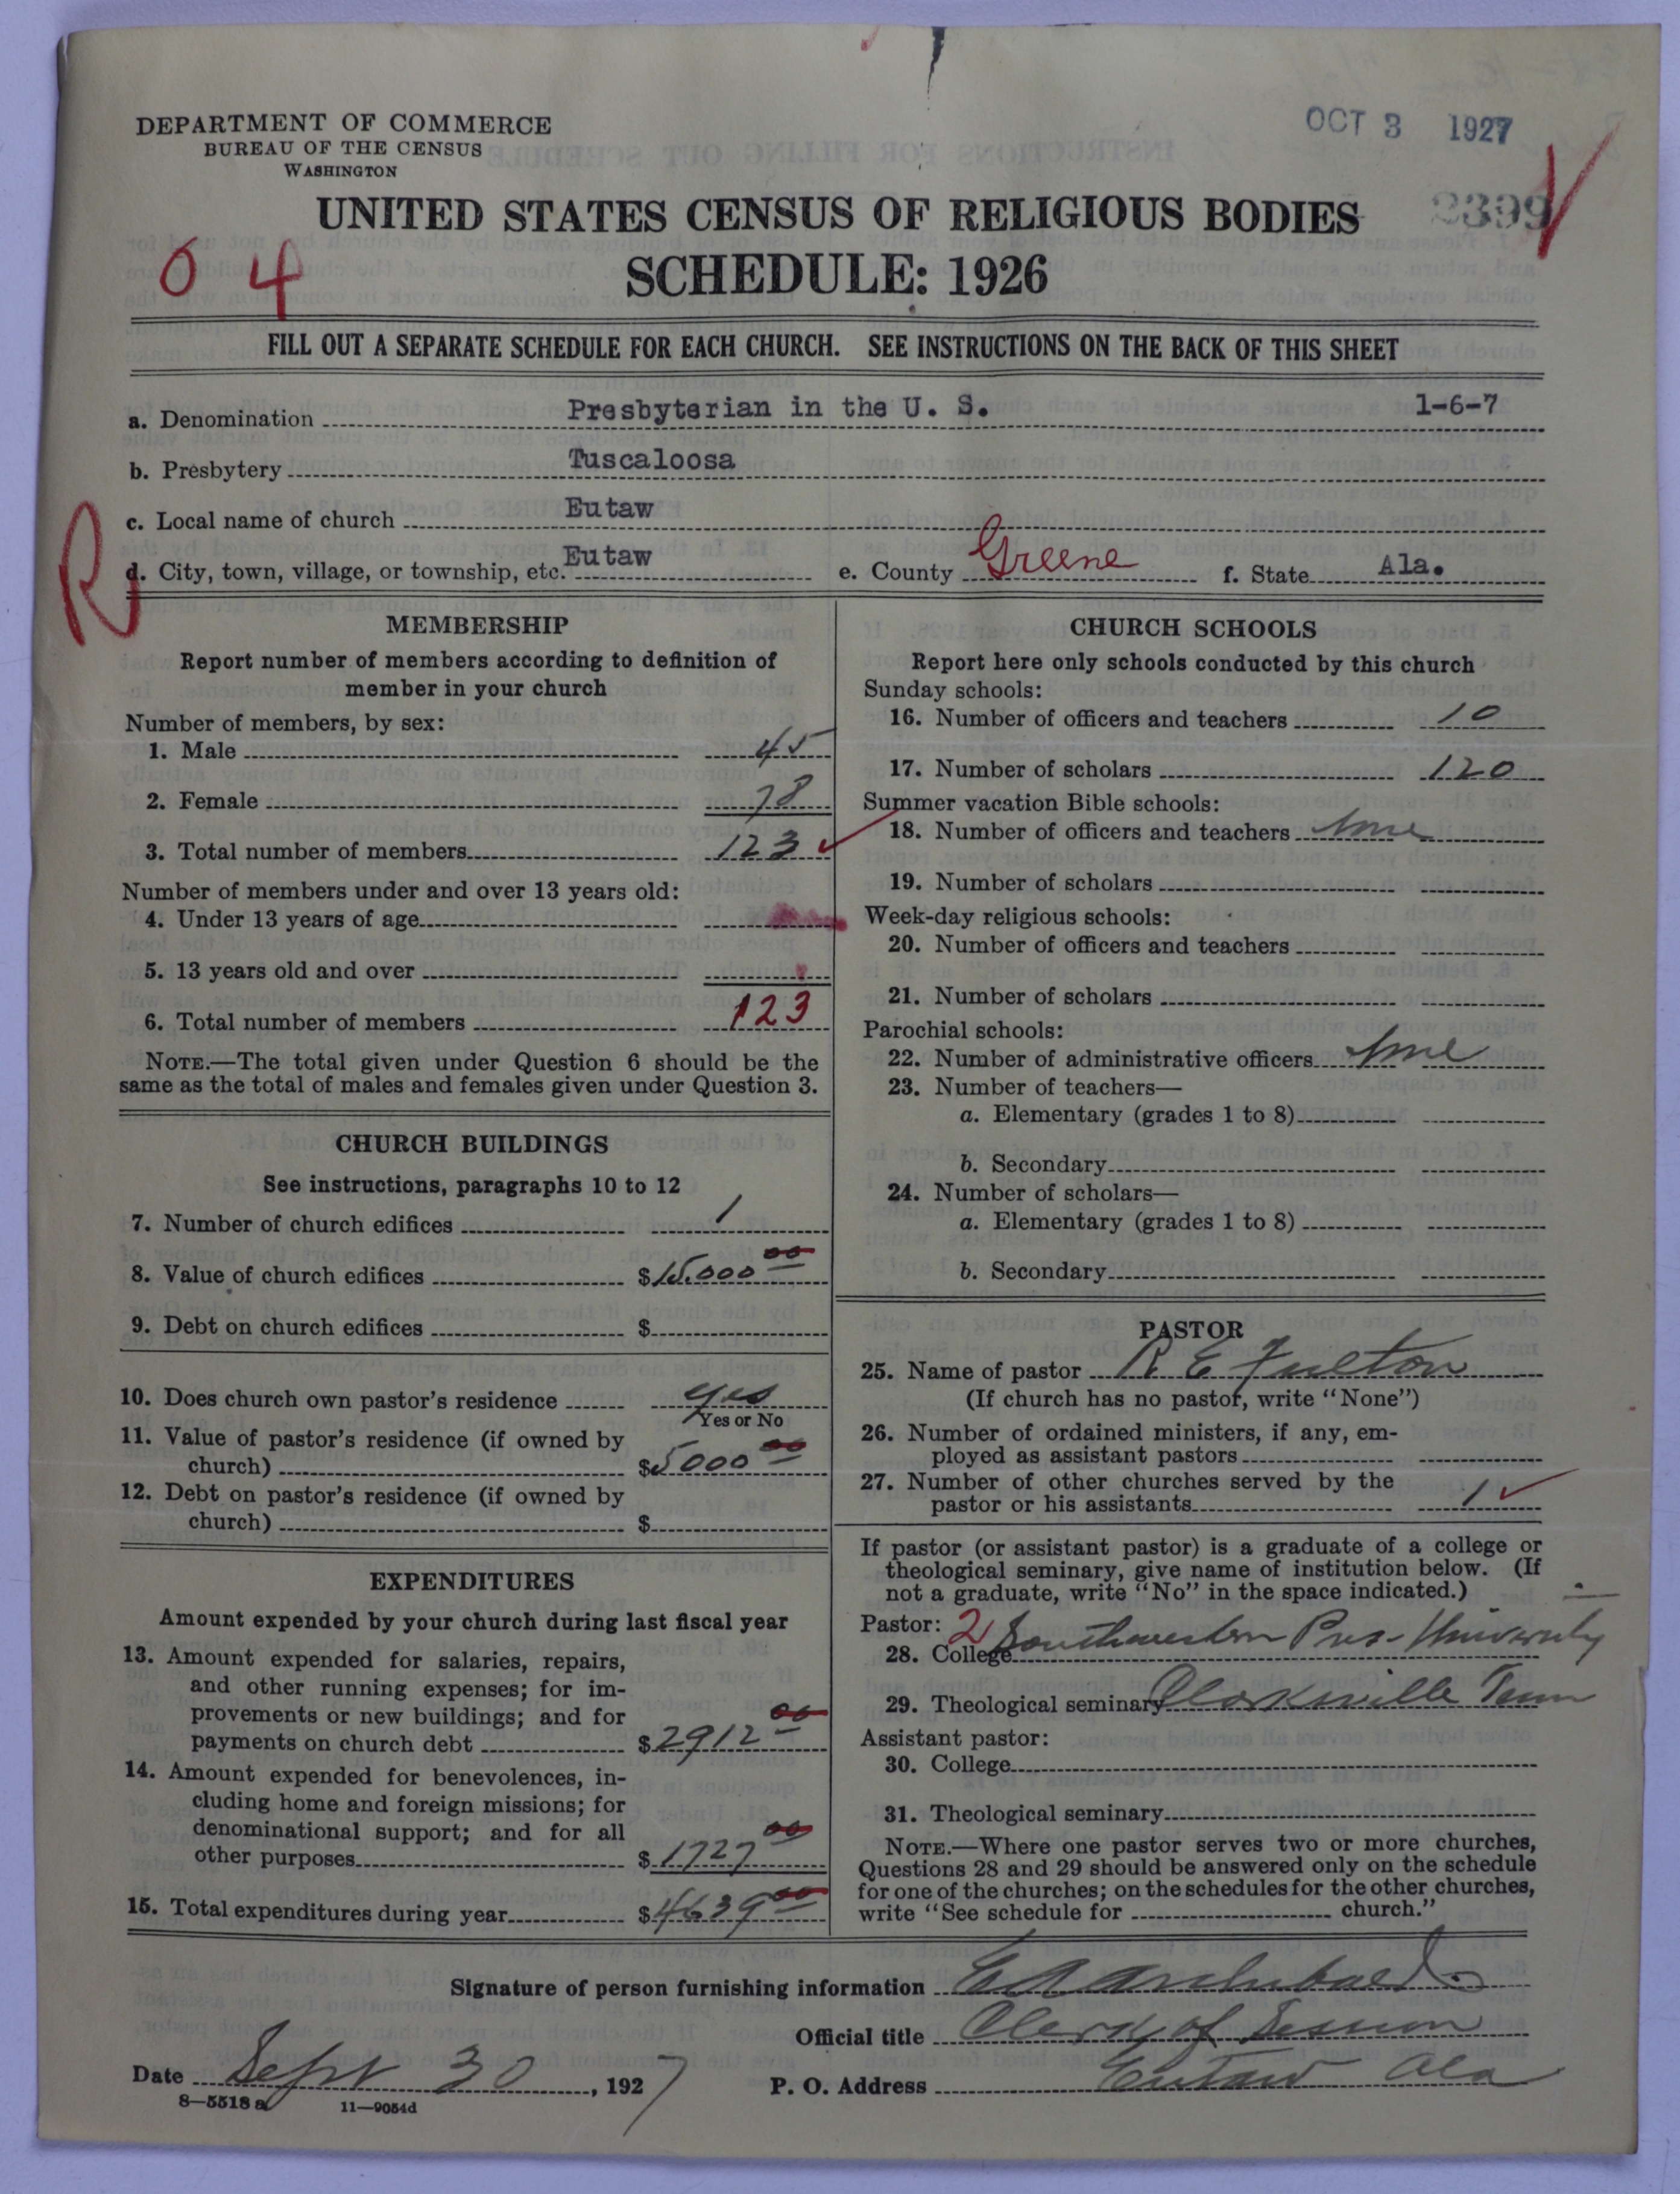 OCT 3 1927
DEPARTMENT OF COMMERCE
BUREAU OF THE CENSUS
WASHINGTON
UNITED STATES CENSUS OF RELIGIOUS BODIES
2399
SCHEDULE: 1926
0 4
FILL OUT A SEPARATE SCHEDULE FOR EACH CHURCH. SEE INSTRUCTIONS ON THE BACK OF THIS SHEET
a. Denomination Presbyterian in the U. S. 1-6-7
b. Presbytery Tuscaloosa
c. Local name of church Eutaw
R
d. City, town, village, or township, etc. Eutaw e. County Greene f. State Ala.
MEMBERSHIP
Report number of members according to definition of
member in your church
Number of members, by sex:
1. Male 45
2. Female 78
3. Total number of members 123 ✓
Number of members under and over 13 years old:
4. Under 13 years of age
5. 13 years old and over
6. Total number of members 123
NOTE.—The total given under Question 6 should be the
same as the total of males and females given under Question 3.
CHURCH BUILDINGS
See instructions, paragraphs 10 to 12
7. Number of church edifices 1
8. Value of church edifices $15.000 00
9. Debt on church edifices $
10. Does church own pastor's residence yes
Yes or No
11. Value of pastor's residence (if owned by
church) $5000 00
12. Debt on pastor's residence (if owned by
church) $
EXPENDITURES
Amount expended by your church during last fiscal year
13. Amount expended for salaries, repairs,
and other running expenses; for im-
provements or new buildings; and for
payments on church debt $2912 00
14. Amount expended for benevolences, in-
cluding home and foreign missions; for
denominational support; and for all
other purposes $1727 00
15. Total expenditures during year $4639 00
CHURCH SCHOOLS
Report here only schools conducted by this church
Sunday schools:
16. Number of officers and teachers 10
17. Number of scholars 120
Summer vacation Bible schools:
18. Number of officers and teachers none
19. Number of scholars
Week-day religious schools:
20. Number of officers and teachers
21. Number of scholars
Parochial schools:
22. Number of administrative officers none
23. Number of teachers—
a. Elementary (grades 1 to 8)
b. Secondary
24. Number of scholars—
a. Elementary (grades 1 to 8)
b. Secondary
PASTOR
25. Name of pastor R E Fulton
(If church has no pastor, write "None")
26. Number of ordained ministers, if any, em-
ployed as assistant pastors
27. Number of other churches served by the
pastor or his assistants 1 ✓
If pastor (or assistant pastor) is a graduate of a college or
theological seminary, give name of institution below. (If
not a graduate, write "No" in the space indicated.)
Pastor: 2
28. College Southwestern Pres- University
29. Theological seminary Clarksville Tenn
Assistant pastor:
30. College
31. Theological seminary
NOTE.—Where one pastor serves two or more churches,
Questions 28 and 29 should be answered only on the schedule
for one of the churches; on the schedules for the other churches,
write "See schedule for church."
Signature of person furnishing information E A Archibald
Official title Clerk of Session
Date Sept 30, 1927 P. O. Address Eutaw Ala
8—5518 a 11—9054d